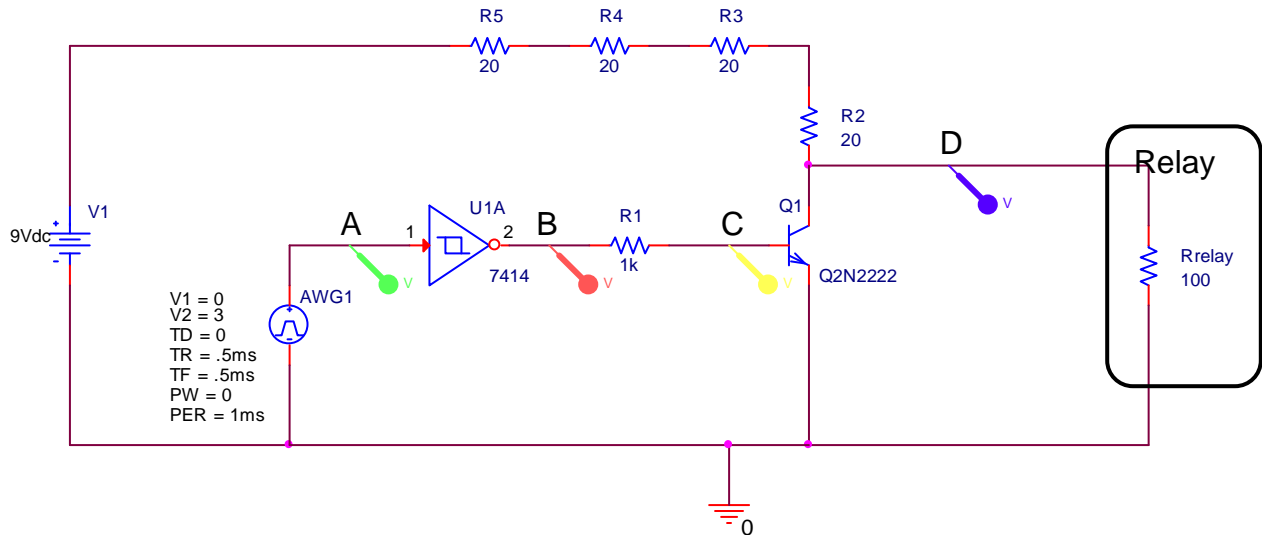 R5
R4
R3
20
20
20
R2
20
D
Relay
V
V1
9Vdc
+
-
A
1
U1A
2
7414
B
R1
1k
C
Q1
Q2N2222
V
V
V
Rrelay
100
AWG1
+
-
V1 = 0
V2 = 3
TD = 0
TR = .5ms
TF = .5ms
PW = 0
PER = 1ms
0